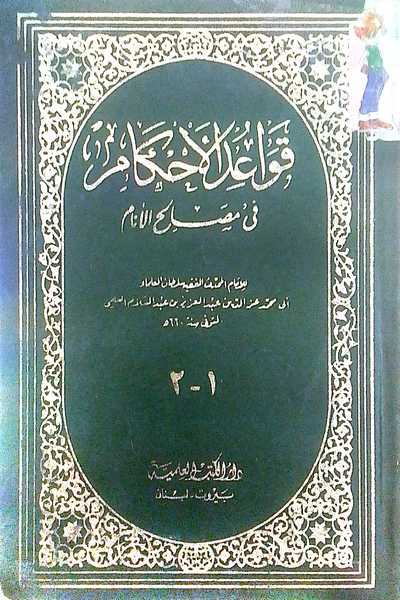 قواعد الأحكام
في مصالح الأنام
للإمام المحدث الفقيه سلطان العلماء
أبي محمد عز الدين عبد العزيز بن عبد السلام السلمي
المتوفى سنة ٦٦٠ هـ
١ - ٢
دار الكتب العلمية
بيروت - لبنان